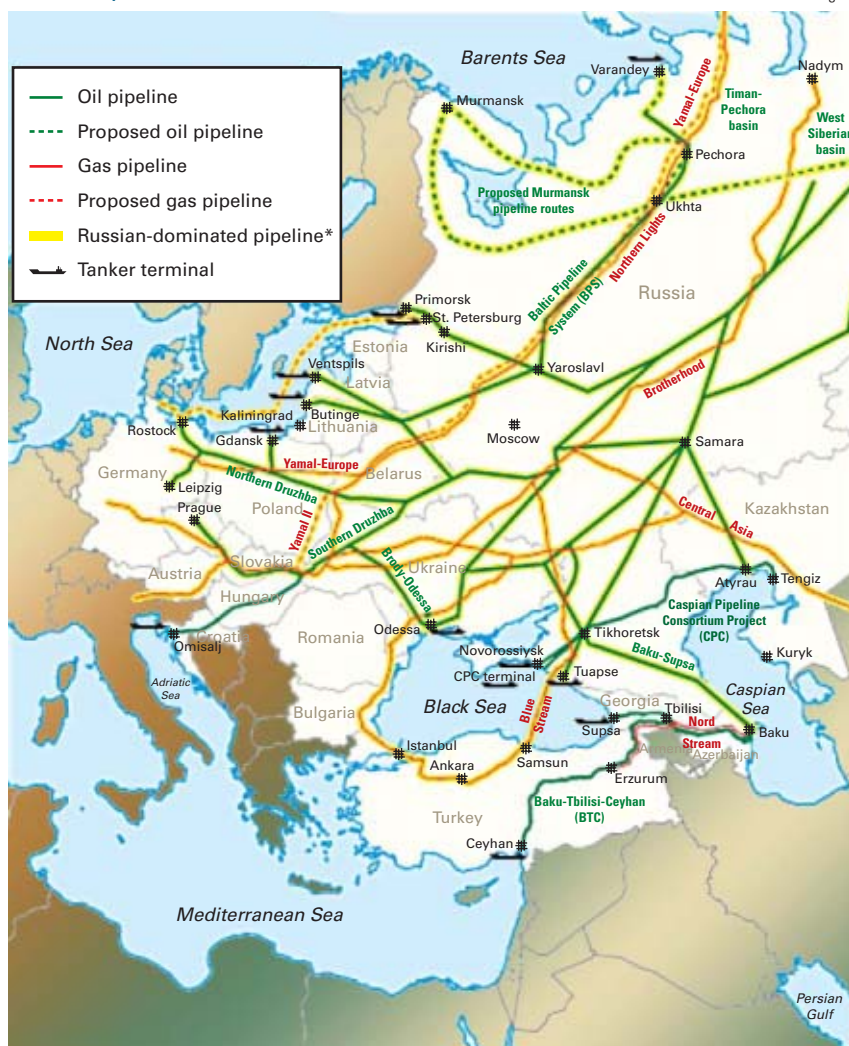 Barents Sea
Varandey
Nadym
Murmansk
Yamal-Europe
Timan-
Pechora
basin
West
Siberian
basin
Oil pipeline
Proposed oil pipeline
Gas pipeline
Proposed gas pipeline
Russian-dominated pipeline*
Tanker terminal
Pechora
Proposed Murmansk
pipeline routes
Ukhta
Northern Lights
Baltic Pipeline
System (BPS)
Russia
Primorsk
St. Petersburg
Kirishi
North Sea
Estonia
Yaroslavl
Ventspils
Latvia
Brotherhood
Kaliningrad
Butinge
Lithuania
Rostock
Gdansk
Moscow
Samara
Germany
Yamal-Europe
Belarus
Leipzig
Northern Druzhba
Poland
Prague
Yamal II
Southern Druzhba
Central Asia
Kazakhstan
Slovakia
Austria
Ukraine
Brody-Odessa
Atyrau
Tengiz
Hungary
Caspian Pipeline
Consortium Project
(CPC)
Romania
Odessa
Tikhoretsk
Croatia
Omisalj
Novorossiysk
CPC terminal
Tuapse
Baku-Supsa
Kuryk
Adriatic
Sea
Black Sea
Blue
Stream
Georgia
Caspian
Sea
Bulgaria
Supsa
Tbilisi
Nord
Stream
Baku
Armenia
Azerbaijan
Istanbul
Ankara
Samsun
Erzurum
Turkey
Baku-Tbilisi-Ceyhan
(BTC)
Ceyhan
Mediterranean Sea
Persian
Gulf